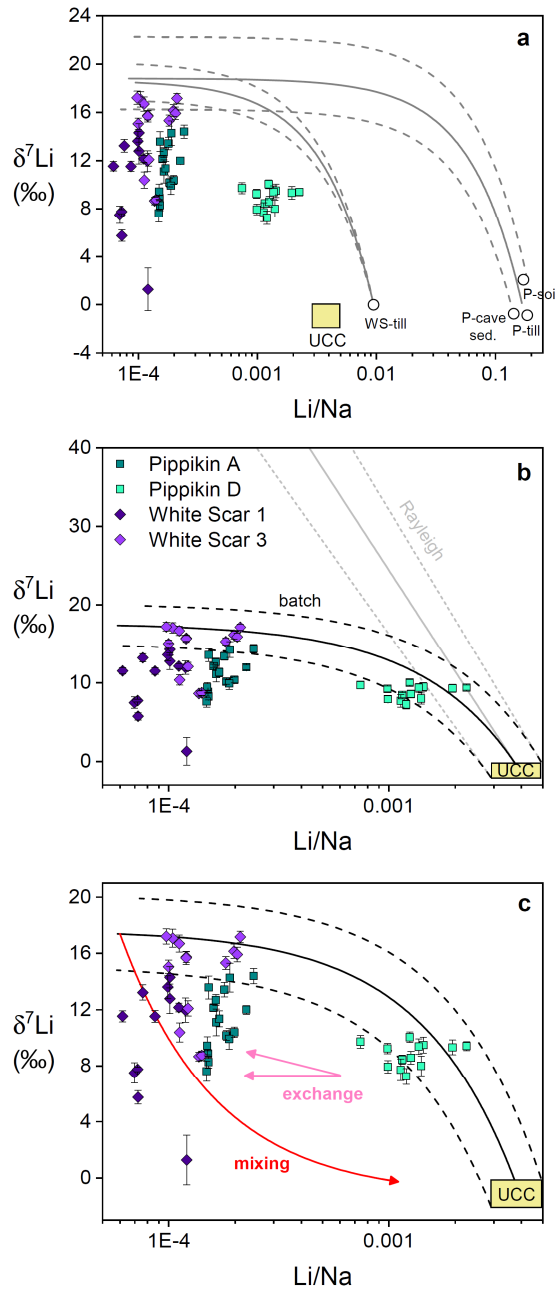 a
24
20
16
12
8
4
0
-4
δ⁷Li
(‰)
P-soi
WS-till
P-cave
sed.
P-till
UCC
1E-4
0.001
0.01
0.1
Li/Na
b
40
30
20
10
0
δ⁷Li
(‰)
Pippikin A
Pippikin D
White Scar 1
White Scar 3
Rayleigh
batch
UCC
1E-4
0.001
Li/Na
c
20
16
12
8
4
0
δ⁷Li
(‰)
exchange
mixing
UCC
1E-4
0.001
Li/Na